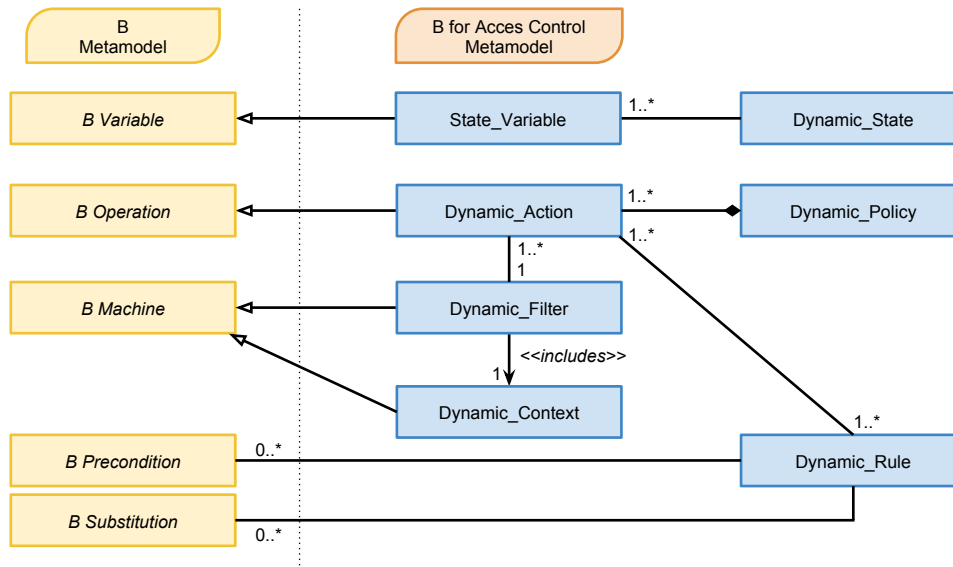 B
Metamodel
B for Acces Control
Metamodel
B Variable
State_Variable
1..*
Dynamic_State
B Operation
Dynamic_Action
1..*
Dynamic_Policy
1..*
1..*
1
B Machine
Dynamic_Filter
<<includes>>
1
Dynamic_Context
1..*
B Precondition
0..*
Dynamic_Rule
B Substitution
0..*